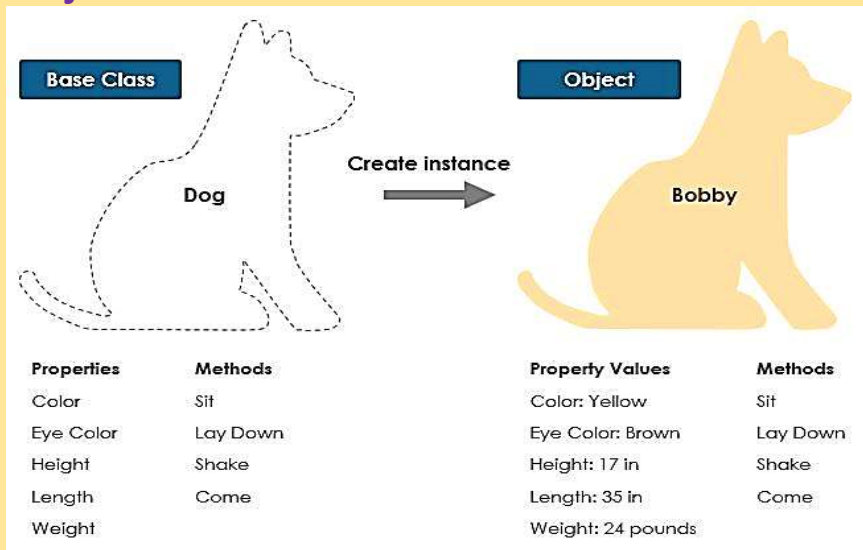 Base Class
Object
Dog
Create instance
Bobby
Properties Methods
Color Sit
Eye Color Lay Down
Height Shake
Length Come
Weight
Property Values Methods
Color: Yellow Sit
Eye Color: Brown Lay Down
Height: 17 in Shake
Length: 35 in Come
Weight: 24 pounds